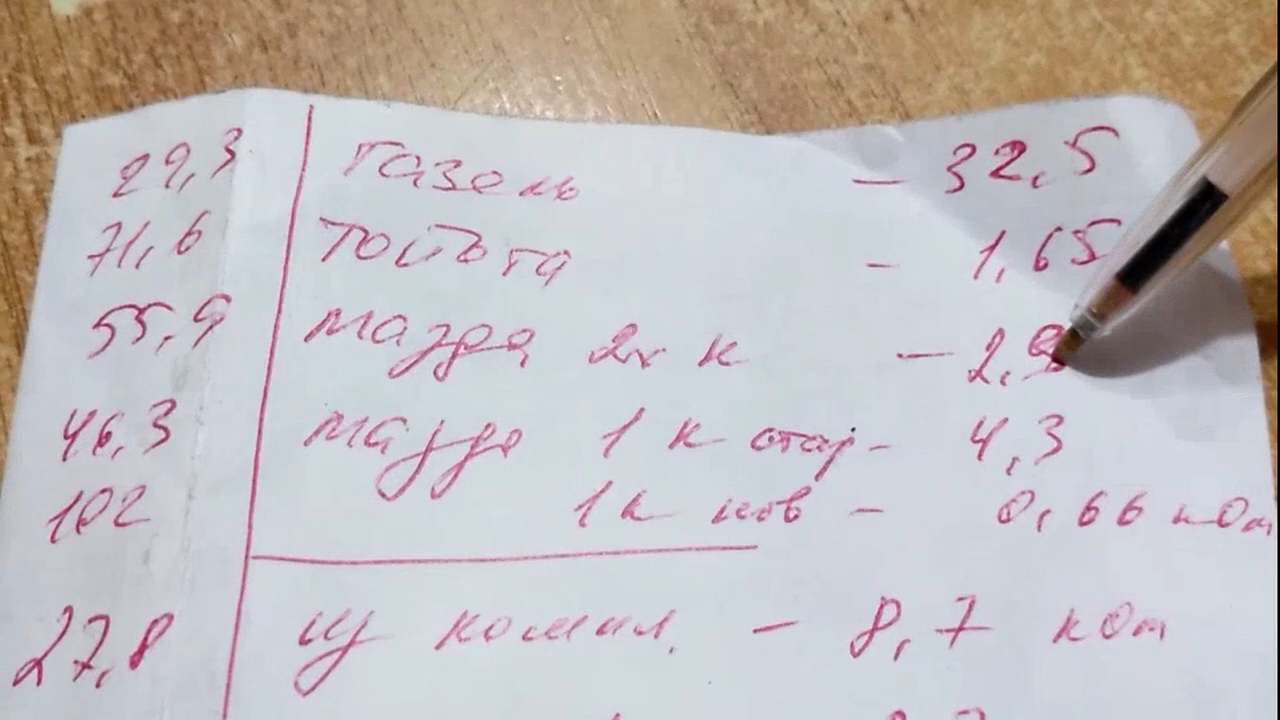 29,3 Газель - 32,5
71,6 Тойота - 1,65
55,9 Мазда 2х к - 2,9
46,3 Мазда 1 к стар - 4,3
102 1 к нов - 0,66 кОм
27,8 - 8,7 кОм